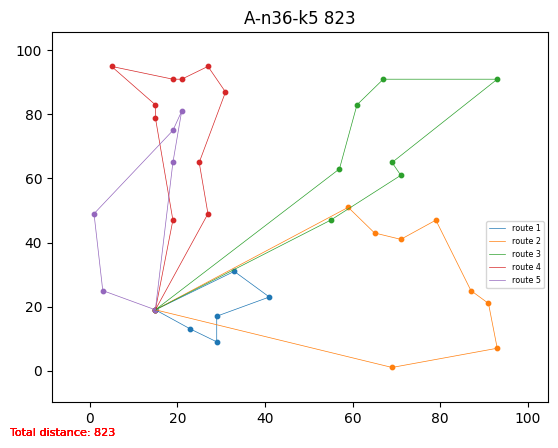 A-n36-k5 823
100
80
60
40
20
0
0 20 40 60 80 100
route 1
route 2
route 3
route 4
route 5
Total distance: 823